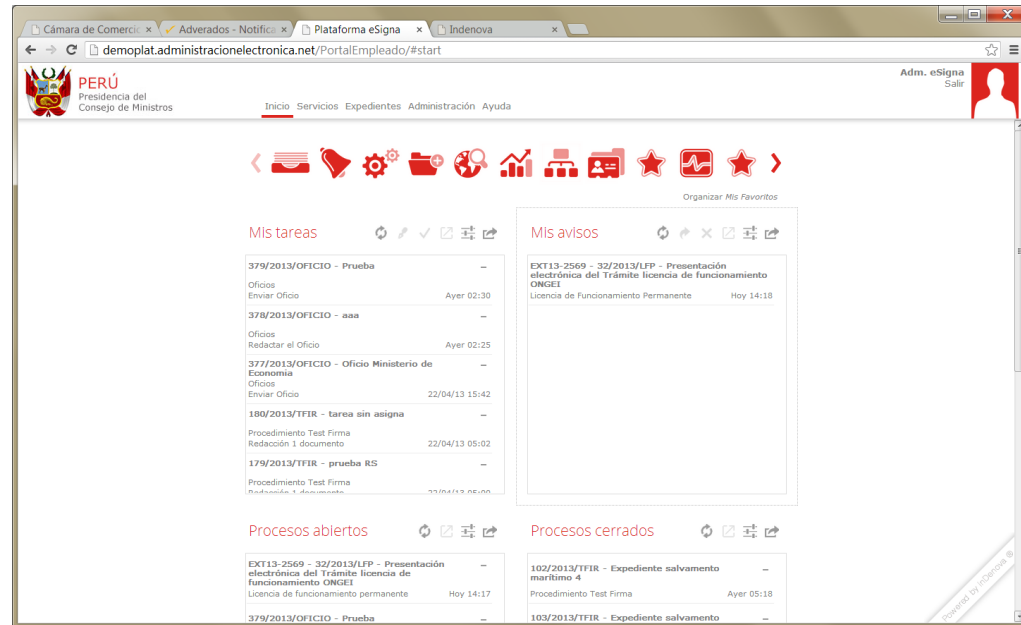 Cámara de Comercio
Adverados - Notifica
Plataforma eSigna
Indenova
demoplat.administracionelectronica.net/PortalEmpleado/#start
PERÚ
Presidencia del
Consejo de Ministros
Inicio Servicios Expedientes Administración Ayuda
Adm. eSigna
Salir
Organizar Mis Favoritos
Mis tareas
379/2013/OFICIO - Prueba
Oficios
Enviar Oficio Ayer 02:30
378/2013/OFICIO - aaa
Oficios
Redactar el Oficio Ayer 02:25
377/2013/OFICIO - Oficio Ministerio de
Economia
Oficios
Enviar Oficio 22/04/13 15:42
180/2013/TFIR - tarea sin asigna
Procedimiento Test Firma
Redacción 1 documento 22/04/13 05:02
179/2013/TFIR - prueba RS
Procedimiento Test Firma
Redacción 1 documento 22/04/13 05:00
Mis avisos
EXT13-2569 - 32/2013/LFP - Presentación
electrónica del Trámite licencia de funcionamiento
ONGEI
Licencia de Funcionamiento Permanente Hoy 14:18
Procesos abiertos
EXT13-2569 - 32/2013/LFP - Presentación
electrónica del Trámite licencia de
funcionamiento ONGEI
Licencia de funcionamiento permanente Hoy 14:17
379/2013/OFICIO - Prueba
Procesos cerrados
102/2013/TFIR - Expediente salvamento
marítimo 4
Procedimiento Test Firma Ayer 05:18
103/2013/TFIR - Expediente salvamento
Powered by inDenova ®